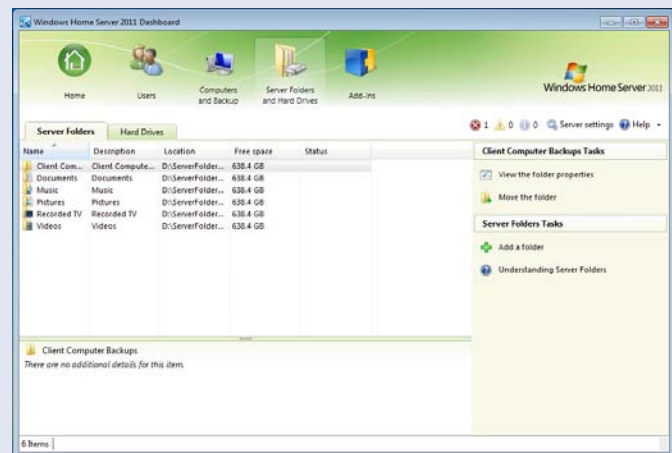 Windows Home Server 2011 Dashboard
Home
Users
Computers and Backup
Server Folders and Hard Drives
Add-Ins
Windows Home Server 2011
Server Folders
Hard Drives
1 0 0 Server settings Help
Name Description Location Free space Status
Client Com... Client Compute... D:\ServerFolder... 638.4 GB
Documents Documents D:\ServerFolder... 638.4 GB
Music Music D:\ServerFolder... 638.4 GB
Pictures Pictures D:\ServerFolder... 638.4 GB
Recorded TV Recorded TV D:\ServerFolder... 638.4 GB
Videos Videos D:\ServerFolder... 638.4 GB
Client Computer Backups Tasks
View the folder properties
Move the folder
Server Folders Tasks
Add a folder
Understanding Server Folders
Client Computer Backups
There are no additional details for this item.
6 Items